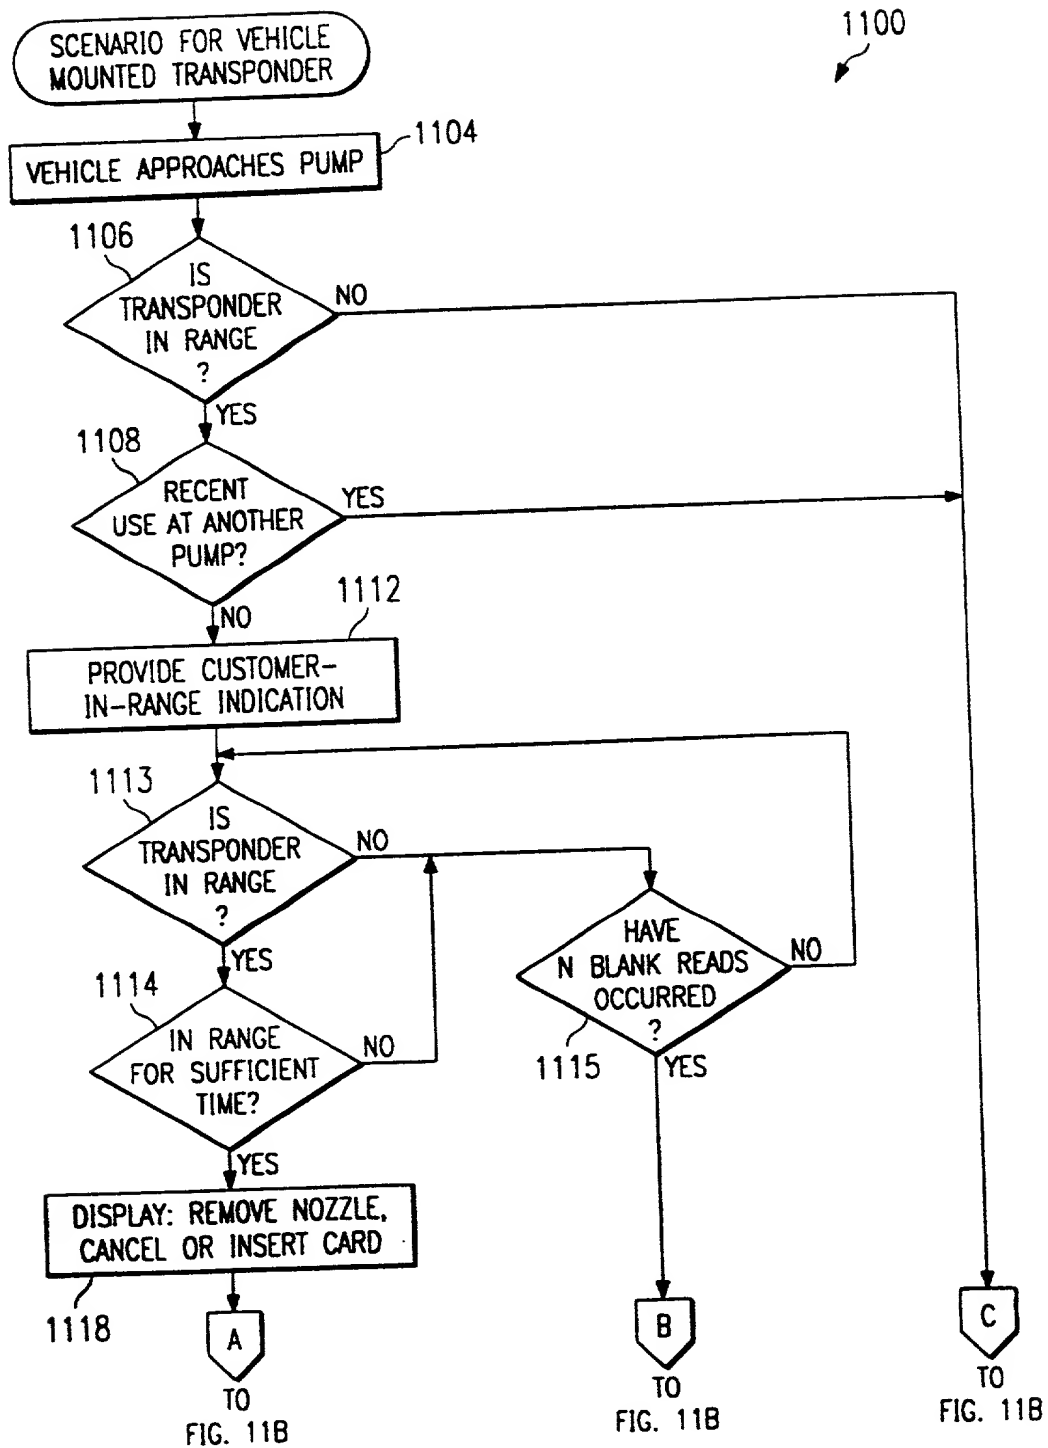 1100
SCENARIO FOR VEHICLE
MOUNTED TRANSPONDER
1104
VEHICLE APPROACHES PUMP
1106
IS
TRANSPONDER
IN RANGE
?
NO
YES
1108
RECENT
USE AT ANOTHER
PUMP?
YES
NO
1112
PROVIDE CUSTOMER-
IN-RANGE INDICATION
1113
IS
TRANSPONDER
IN RANGE
?
NO
YES
1114
IN RANGE
FOR SUFFICIENT
TIME?
NO
YES
HAVE
N BLANK READS
OCCURRED
?
NO
1115
YES
DISPLAY: REMOVE NOZZLE,
CANCEL OR INSERT CARD
1118
A
TO
FIG. 11B
B
TO
FIG. 11B
C
TO
FIG. 11B